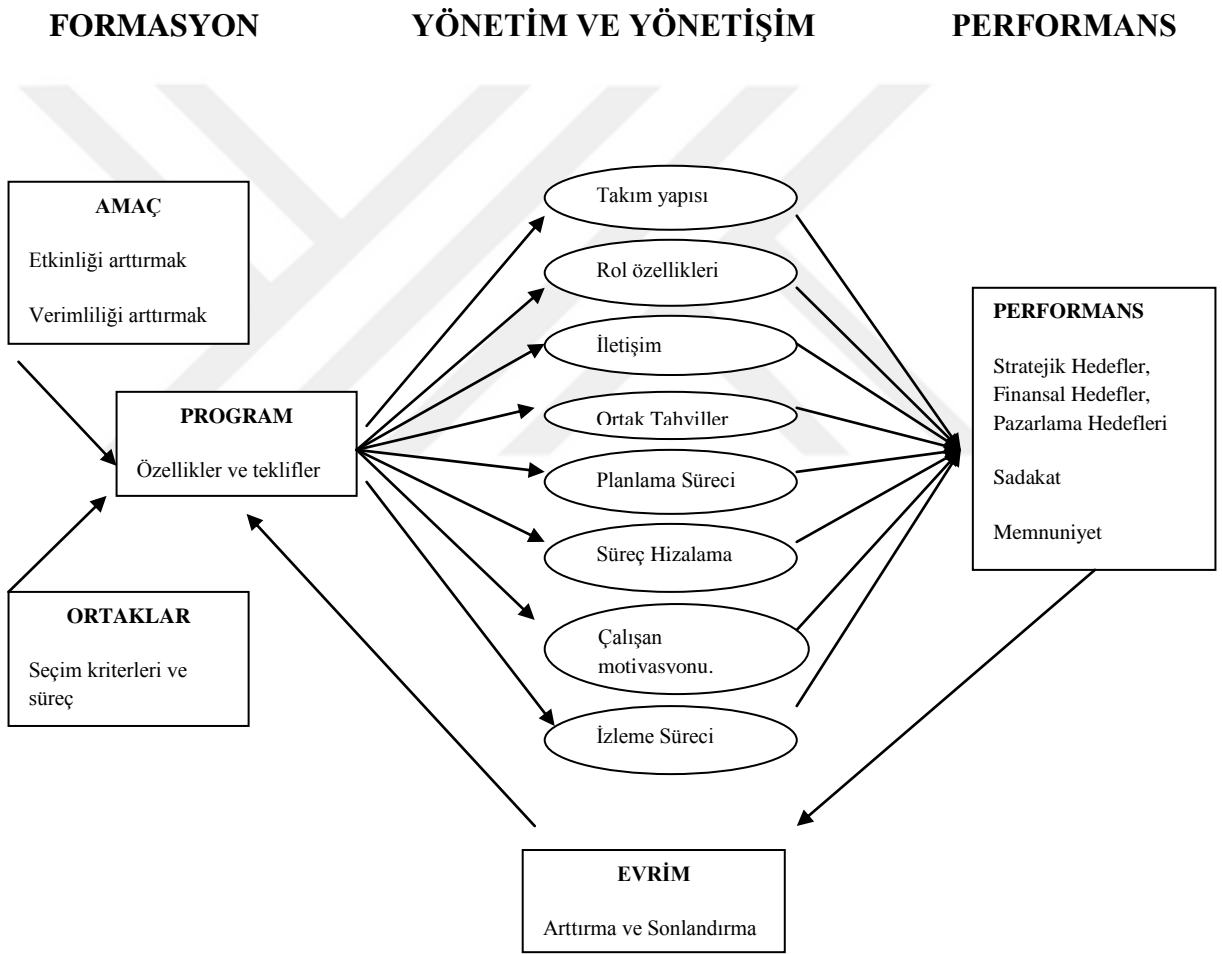 FORMASYON
YÖNETİM VE YÖNETİŞİM
PERFORMANS
AMAÇ
Etkinliği arttırmak
Verimliliği arttırmak
PROGRAM
Özellikler ve teklifler
ORTAKLAR
Seçim kriterleri ve
süreç
Takım yapısı
Rol özellikleri
İletişim
Ortak Tahviller
Planlama Süreci
Süreç Hizalama
Çalışan
motivasyonu.
İzleme Süreci
PERFORMANS
Stratejik Hedefler,
Finansal Hedefler,
Pazarlama Hedefleri
Sadakat
Memnuniyet
EVRİM
Arttırma ve Sonlandırma